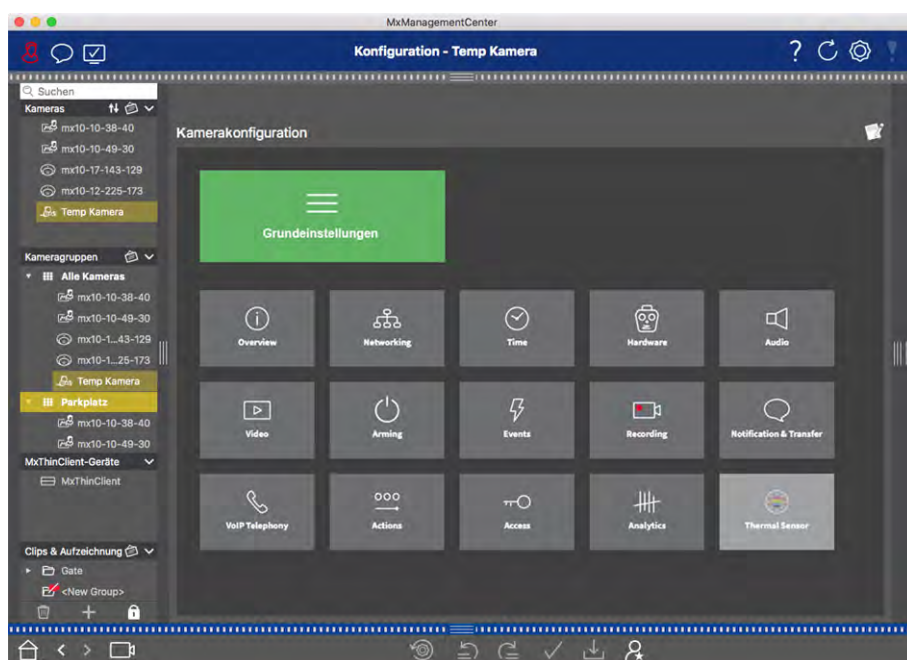 MxManagementCenter
Konfiguration - Temp Kamera
?
Suchen
Kameras
mx10-10-38-40
mx10-10-49-30
mx10-17-143-129
mx10-12-225-173
Temp Kamera
Kameragruppen
Alle Kameras
mx10-10-38-40
mx10-10-49-30
mx10-1...43-129
mx10-1...25-173
Temp Kamera
Parkplatz
mx10-10-38-40
mx10-10-49-30
MxThinClient-Geräte
MxThinClient
Clips & Aufzeichnung
Gate
<New Group>
Kamerakonfiguration
Grundeinstellungen
Overview
Networking
Time
Hardware
Audio
Video
Arming
Events
Recording
Notification & Transfer
VoIP Telephony
Actions
Access
Analytics
Thermal Sensor